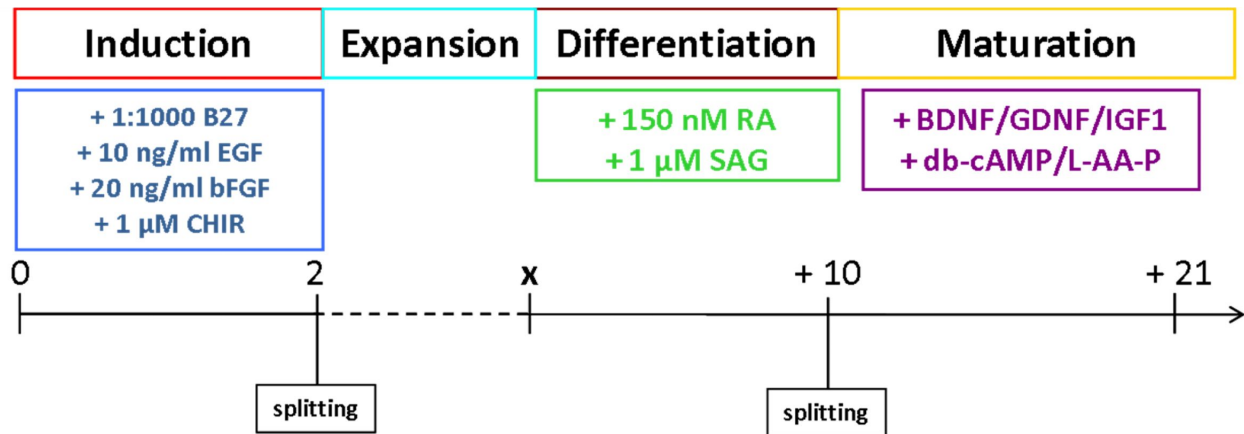 Induction
Expansion
Differentiation
Maturation
+ 1:1000 B27
+ 10 ng/ml EGF
+ 20 ng/ml bFGF
+ 1 µM CHIR
+ 150 nM RA
+ 1 µM SAG
+ BDNF/GDNF/IGF1
+ db-cAMP/L-AA-P
0
2
x
+ 10
+ 21
splitting
splitting